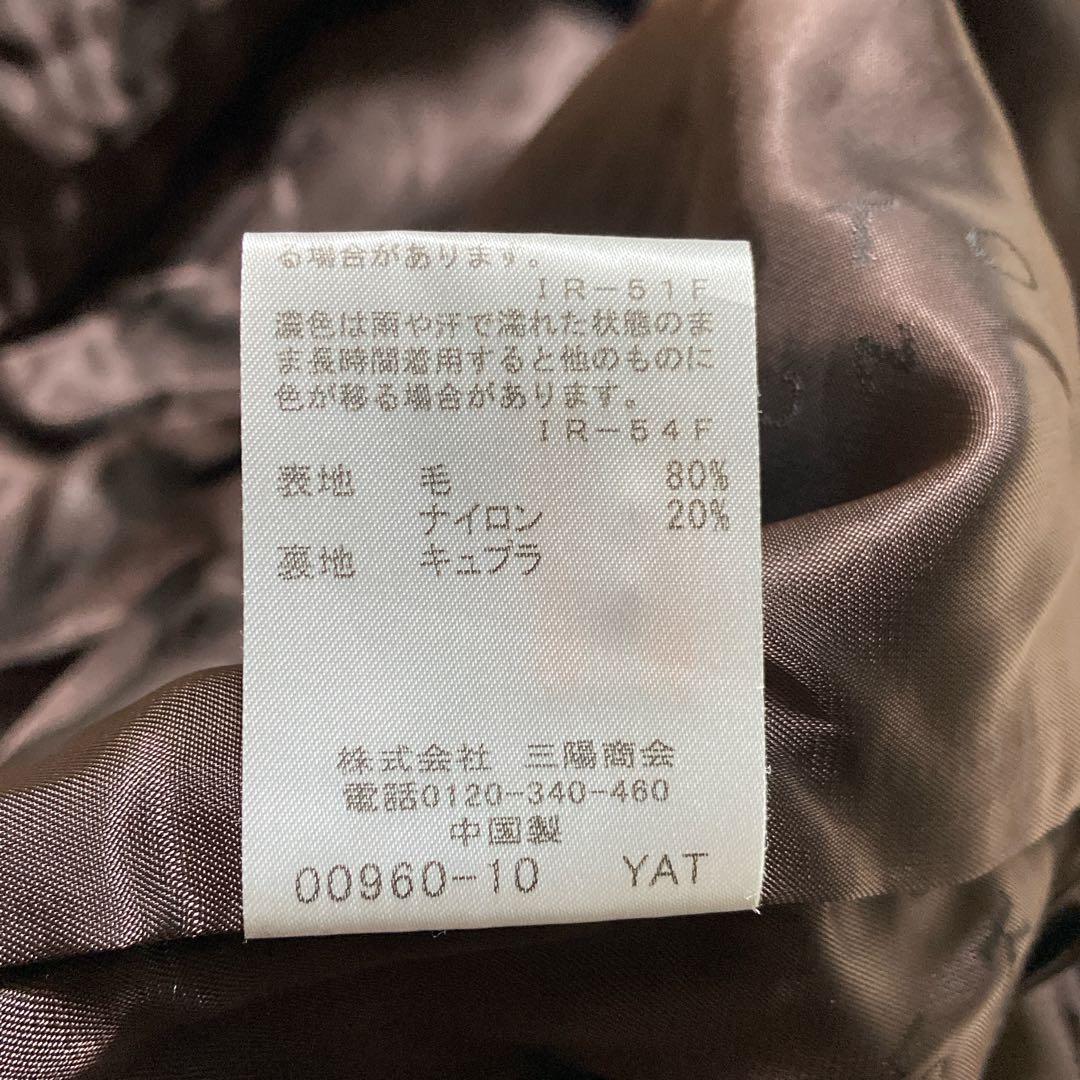 る場合があります。
IR-51F
濃色は雨や汗で濡れた状態のま
ま長時間着用すると他のものに
色が移る場合があります。
IR-54F
表地 毛 80%
ナイロン 20%
裏地 キュプラ
株式会社 三陽商会
電話0120-340-460
中国製
00960-10 YAT